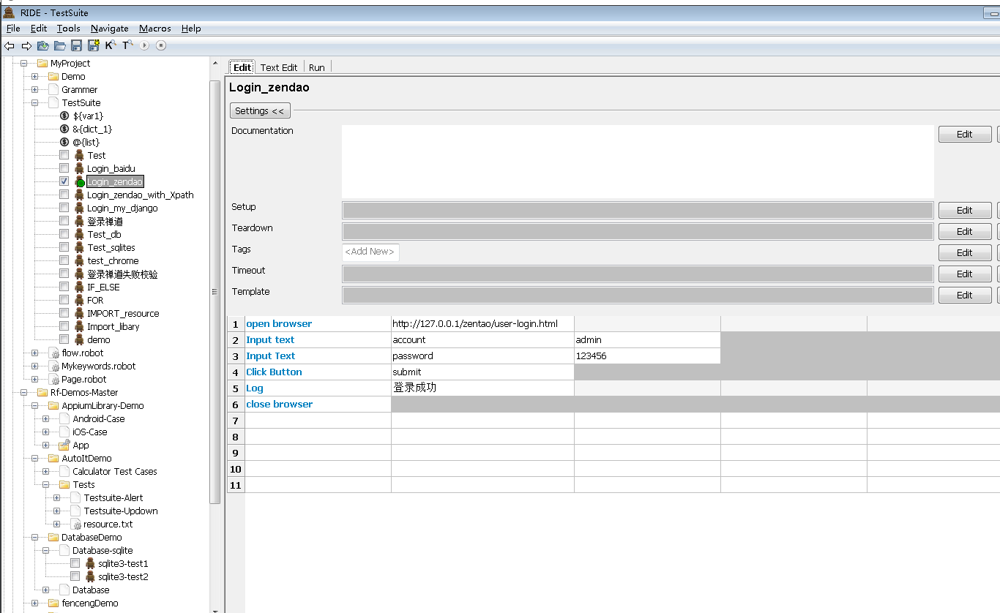 RIDE - TestSuite
File Edit Tools Navigate Macros Help
K T
MyProject
Demo
Grammer
TestSuite
${var1}
&{dict_1}
@{list}
Test
Login_baidu
Login_zendao
Login_zendao_with_Xpath
Login_my_django
登录禅道
Test_db
Test_sqlites
test_chrome
登录禅道失败校验
IF_ELSE
FOR
IMPORT_resource
Import_libary
demo
flow.robot
Mykeywords.robot
Page.robot
Rf-Demos-Master
AppiumLibrary-Demo
Android-Case
iOS-Case
App
AutoItDemo
Calculator Test Cases
Tests
Testsuite-Alert
Testsuite-Updown
resource.txt
DatabaseDemo
Database-sqlite
sqlite3-test1
sqlite3-test2
Database
fencengDemo
Edit Text Edit Run
Login_zendao
Settings <<
Documentation Edit
Setup Edit
Teardown Edit
Tags <Add New> Edit
Timeout Edit
Template Edit
1 open browser http://127.0.0.1/zentao/user-login.html
2 Input text account admin
3 Input Text password 123456
4 Click Button submit
5 Log 登录成功
6 close browser
7
8
9
10
11